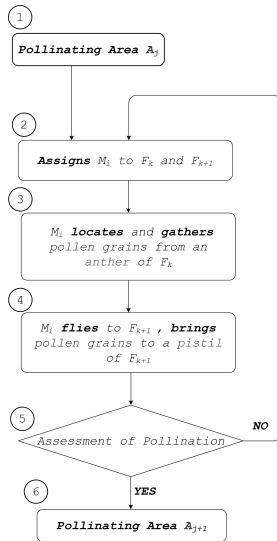 1
Pollinating Area Aj
2
Assigns Mi to Fk and Fk+1
3
Mi locates and gathers
pollen grains from an
anther of Fk
4
Mi flies to Fk+1 , brings
pollen grains to a pistil
of Fk+1
5
Assessment of Pollination
NO
YES
6
Pollinating Area Aj+1